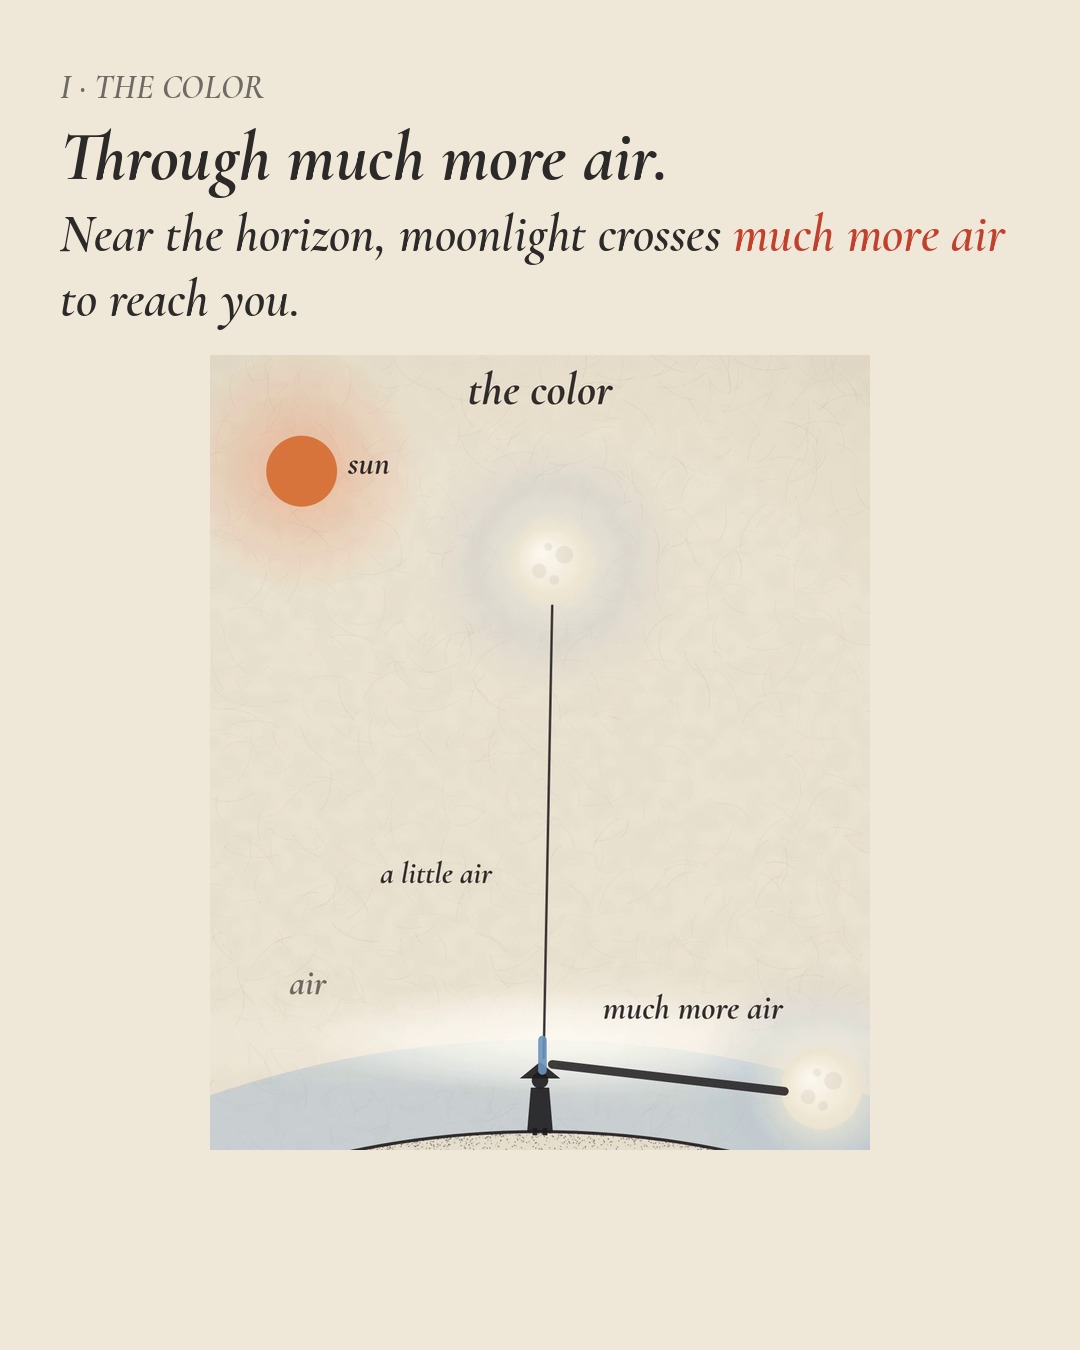 I · THE COLOR
Through much more air.
Near the horizon, moonlight crosses much more air
to reach you.
the color
sun
a little air
air
much more air